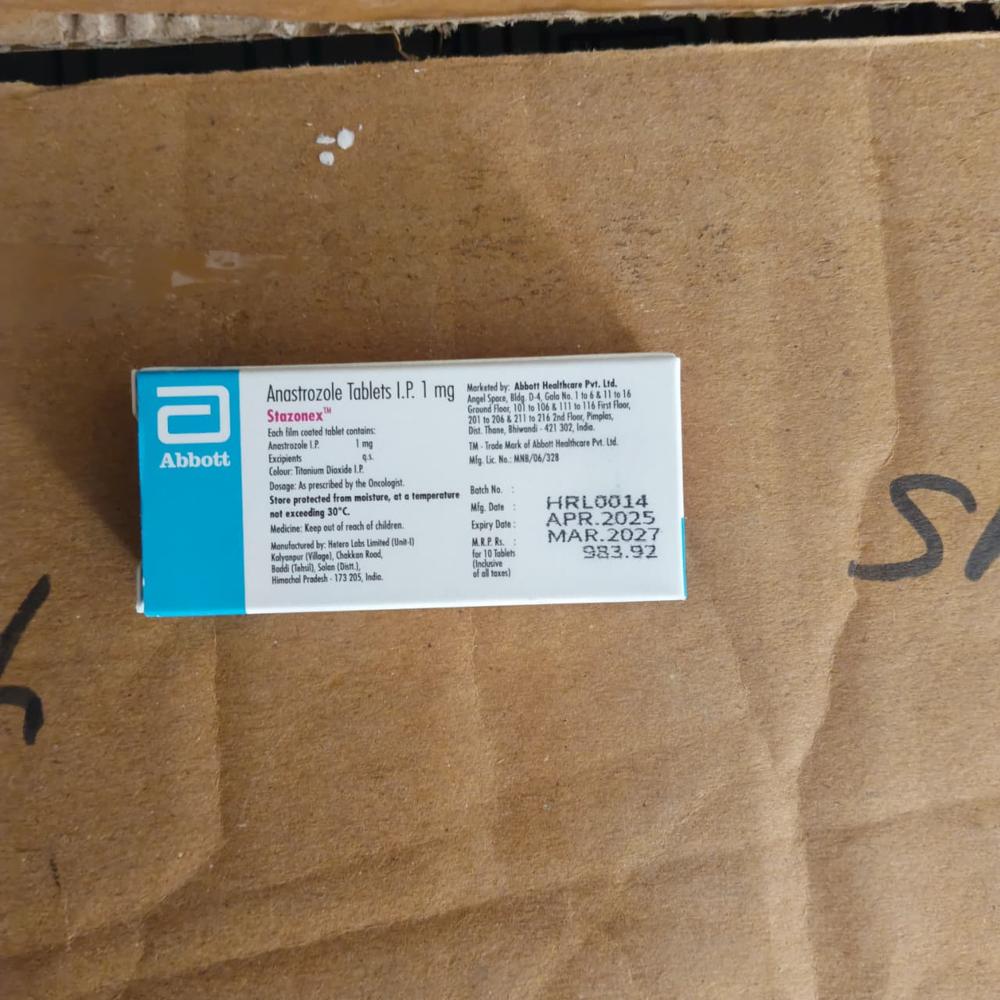 Abbott
Anastrozole Tablets I.P. 1 mg
Stazonex™
Each film coated tablet contains:
Anastrozole I.P. 1 mg
Excipients q.s.
Colour: Titanium Dioxide I.P.
Dosage: As prescribed by the Oncologist.
Store protected from moisture, at a temperature
not exceeding 30°C.
Medicine: Keep out of reach of children.
Manufactured by: Hetero Labs Limited (Unit-I)
Kalyanpur (Village), Chakkan Road,
Baddi (Tehsil), Solan (Distt.),
Himachal Pradesh - 173 205, India.
Marketed by: Abbott Healthcare Pvt. Ltd.
Angel Space, Bldg. D-4, Gala No. 1 to 6 & 11 to 16
Ground Floor, 101 to 106 & 111 to 116 First Floor,
201 to 206 & 211 to 216 2nd Floor, Pimplas,
Dist. Thane, Bhiwandi - 421 302, India.
TM - Trade Mark of Abbott Healthcare Pvt. Ltd.
Mfg. Lic. No.: MNB/06/328
Batch No. : HRL0014
Mfg. Date : APR.2025
Expiry Date : MAR.2027
M.R.P. Rs. : 983.92
for 10 Tablets
(Inclusive
of all taxes)